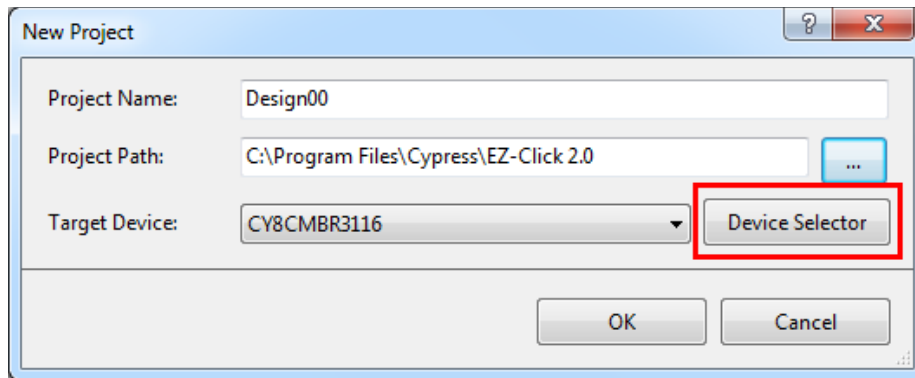 New Project
?
Project Name: Design00
Project Path: C:\Program Files\Cypress\EZ-Click 2.0 ...
Target Device: CY8CMBR3116 Device Selector
OK Cancel